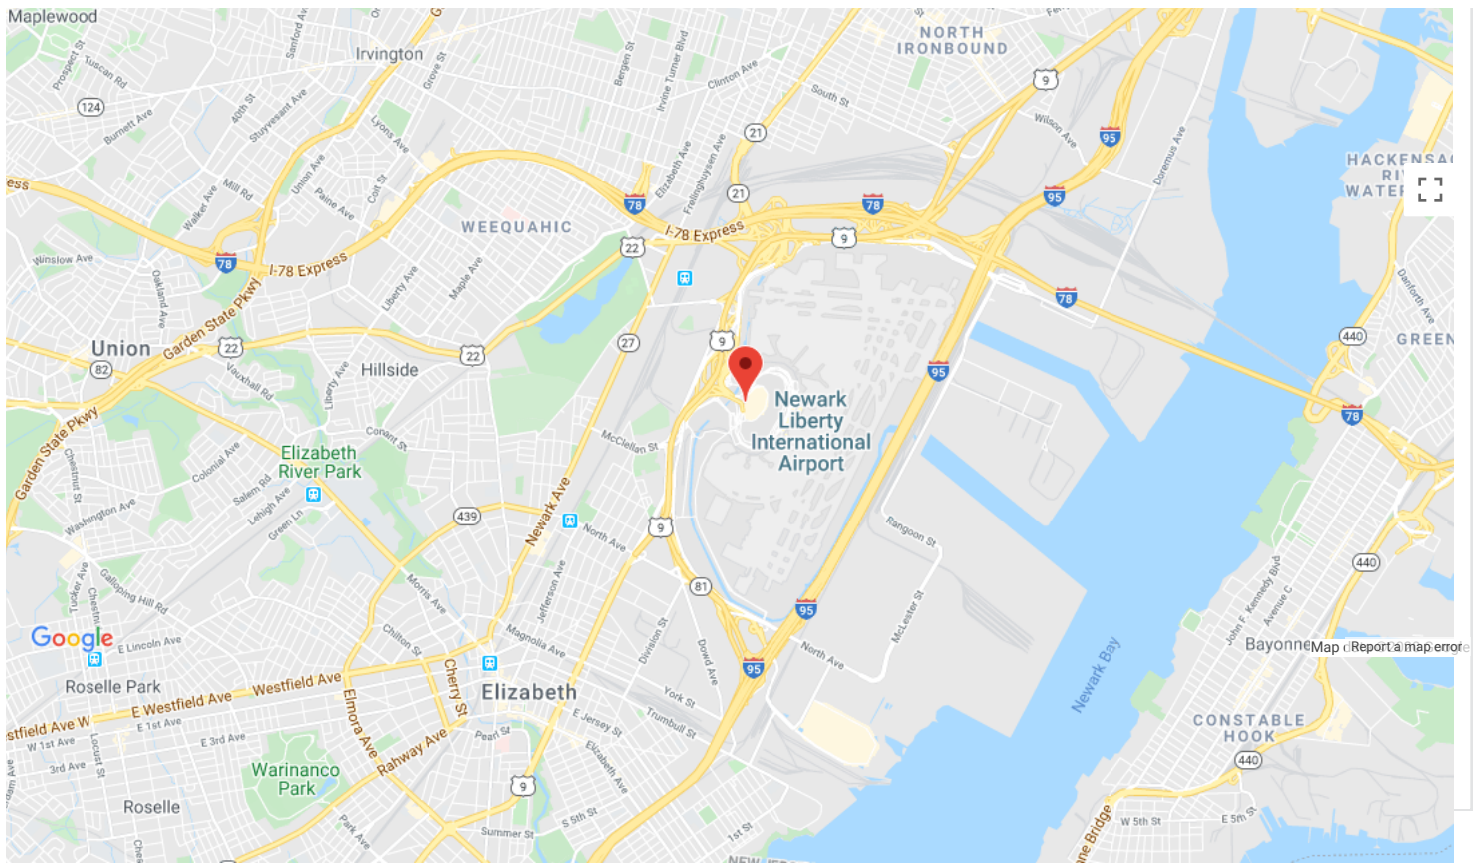 Maplewood
Irvington
NORTH
IRONBOUND
Prospect St
Tuscan Rd
Sanford Ave
Grove St
Bergen St
Irvine Turner Blvd
Clinton Ave
South St
9
124
Burnett Ave
40th St
Stuyvesant Ave
Lyons Ave
21
Wilson Ave
95
Doremus Ave
HACKENSAC
RIV
WATER
ess
Walker Ave
Mill Rd
Union Ave
Paine Ave
Coit St
Elizabeth Ave
Frelinghuysen Ave
21
78
78
95
WEEQUAHIC
I-78 Express
22
9
Winslow Ave
78
I-78 Express
Oakland Ave
Liberty Ave
Maple Ave
78
Danforth Ave
Garden State Pkwy
Union
22
22
27
9
440
GREEN
82
Hillside
Vauxhall Rd
Liberty Ave
95
Newark
Liberty
International
Airport
78
Garden State Pkwy
Conant St
McClellan St
Elizabeth
River Park
Chestnut St
Colonial Ave
Salem Rd
Lehigh Ave
Green Ln
Washington Ave
439
Newark Ave
North Ave
9
Rangoon St
440
Tucker Ave
Chestn
Galloping Hill Rd
Morris Ave
Jefferson Ave
81
95
McLester St
John F. Kennedy Blvd
Avenue C
Google
E Lincoln Ave
Chilton St
Magnolia Ave
Division St
Dowd Ave
North Ave
Bayonne
Map d
Report a map error
95
Newark Bay
Roselle Park
Westfield Ave
Cherry St
Elizabeth
York St
Trumbull St
E Westfield Ave
stfield Ave W
E 1st Ave
W 1st Ave
Locust St
E 3rd Ave
3rd Ave
Elmora Ave
Rahway Ave
Pearl St
E Jersey St
Elizabeth Ave
CONSTABLE
HOOK
440
Warinanco
Park
9
Roselle
Park Ave
Summer St
S 5th St
1st St
W 5th St
E 5th St
ne Bridge